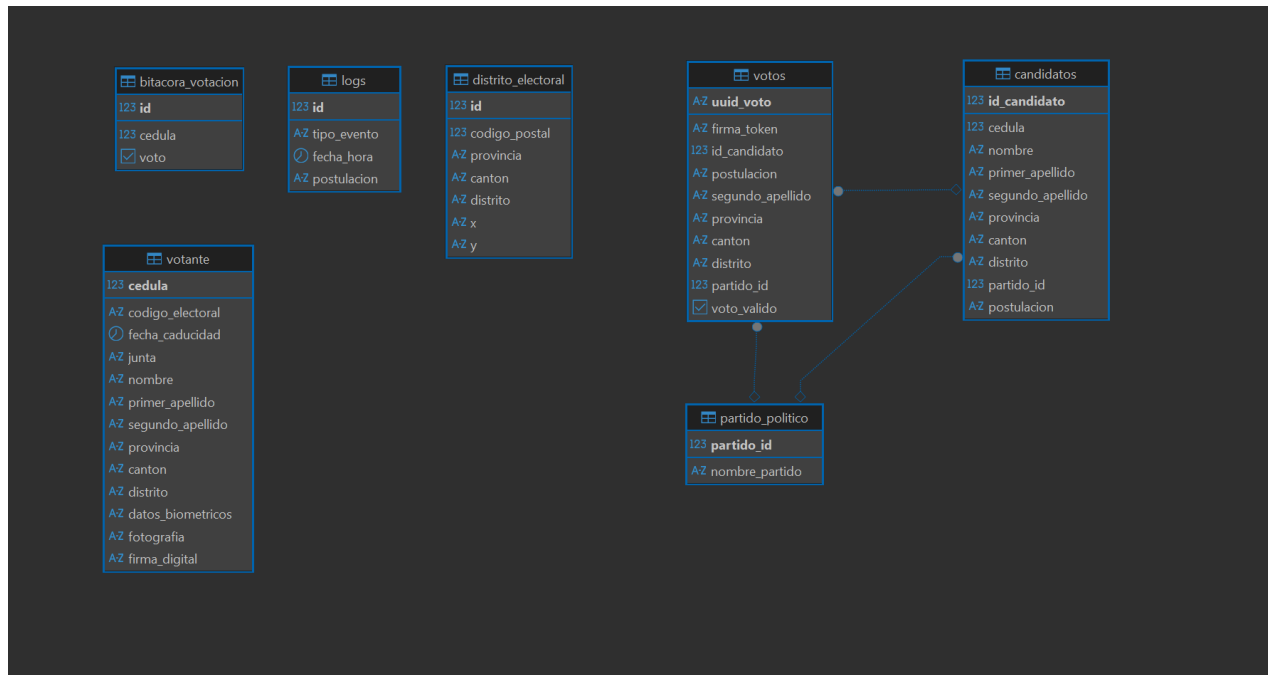 bitacora_votacion
123 id
123 cedula
voto
logs
123 id
A-Z tipo_evento
fecha_hora
A-Z postulacion
distrito_electoral
123 id
123 codigo_postal
A-Z provincia
A-Z canton
A-Z distrito
A-Z x
A-Z y
votos
A-Z uuid_voto
A-Z firma_token
123 id_candidato
A-Z postulacion
A-Z segundo_apellido
A-Z provincia
A-Z canton
A-Z distrito
123 partido_id
voto_valido
candidatos
123 id_candidato
123 cedula
A-Z nombre
A-Z primer_apellido
A-Z segundo_apellido
A-Z provincia
A-Z canton
A-Z distrito
123 partido_id
A-Z postulacion
votante
123 cedula
A-Z codigo_electoral
fecha_caducidad
A-Z junta
A-Z nombre
A-Z primer_apellido
A-Z segundo_apellido
A-Z provincia
A-Z canton
A-Z distrito
A-Z datos_biometricos
A-Z fotografia
A-Z firma_digital
partido_politico
123 partido_id
A-Z nombre_partido